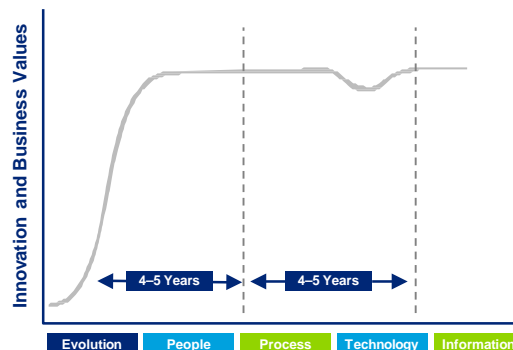 Innovation and Business Values
4–5 Years
4–5 Years
Evolution
People
Process
Technology
Information